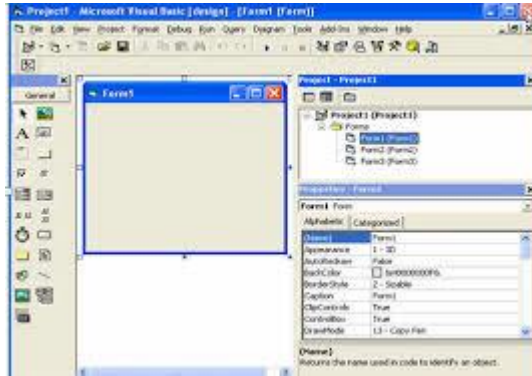 Project1 - Microsoft Visual Basic [design] - [Form1 (Form)]
File Edit View Project Format Debug Run Query Diagram Tools Add-Ins Window Help
General
Form1
Project - Project1
Project1 (Project1)
Forms
Form1 (Form1)
Form2 (Form2)
Form3 (Form3)
Properties - Form1
Form1 Form
Alphabetic Categorized
(Name) Form1
Appearance 1 - 3D
AutoRedraw False
BackColor
BorderStyle 2 - Sizable
Caption Form1
ClipControls True
ControlBox True
DrawMode 13 - Copy Pen
(Name)
Returns the name used in code to identify an object.